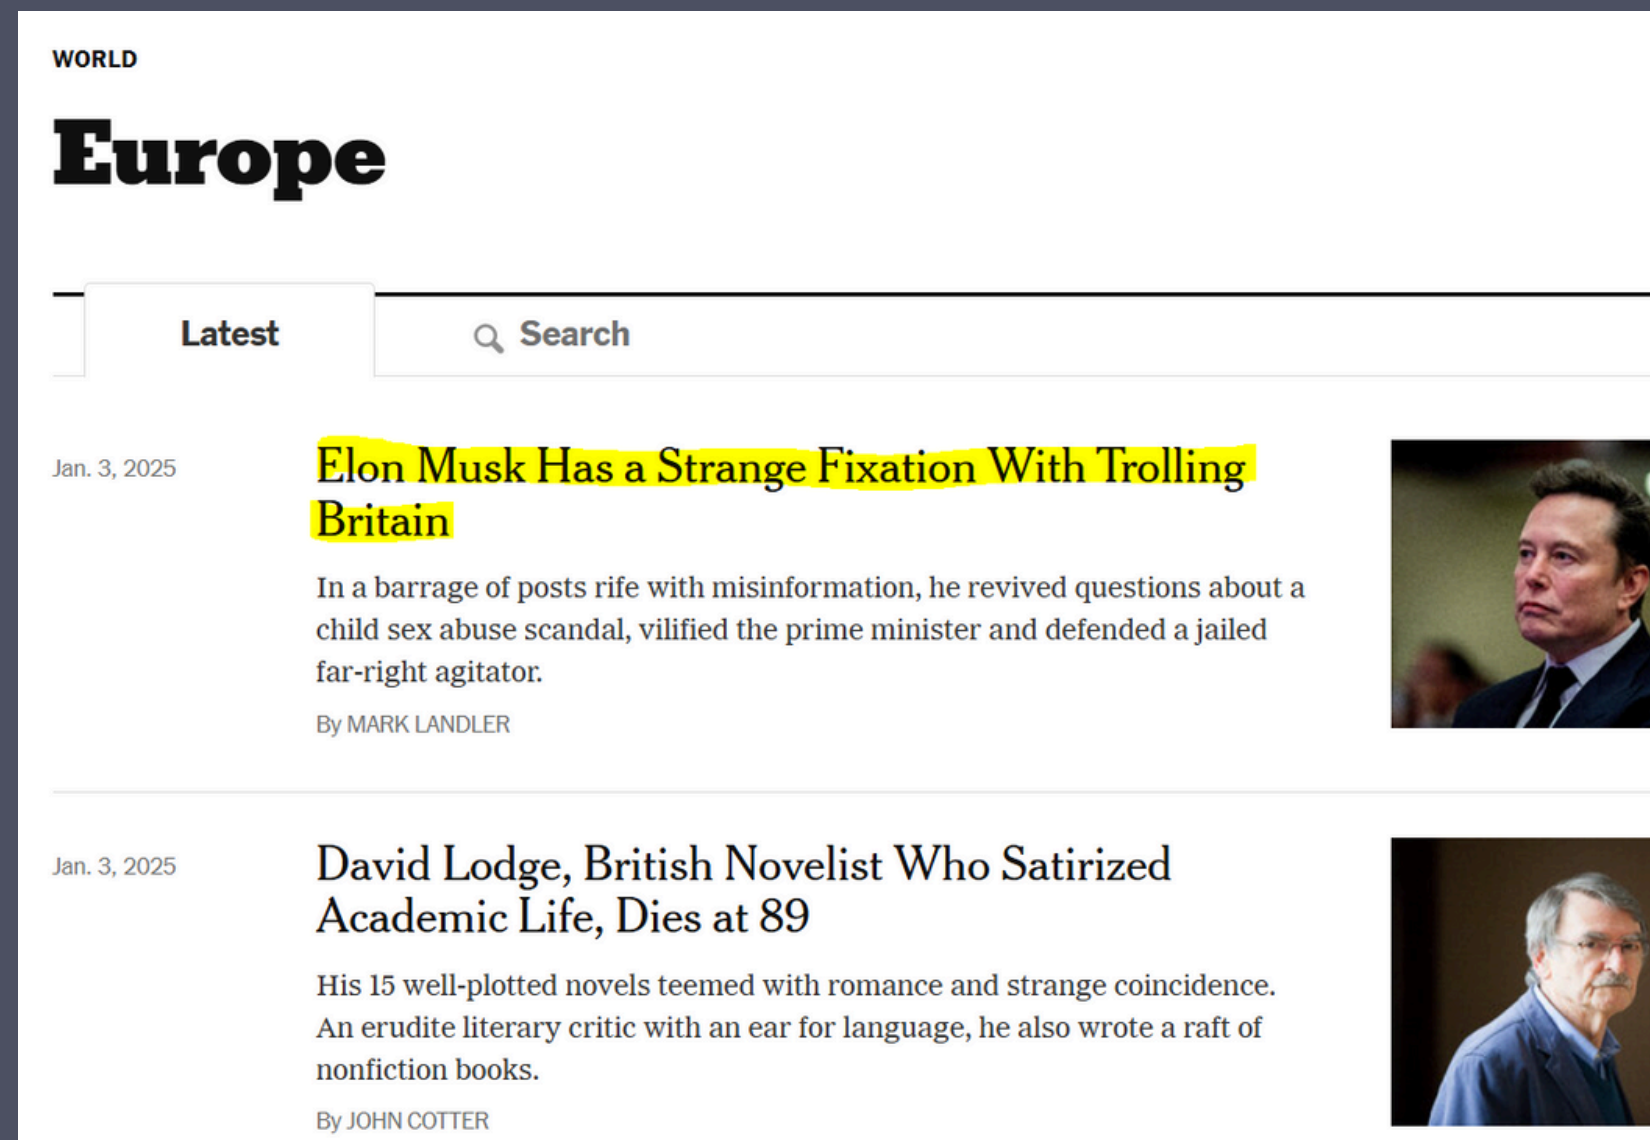 WORLD
Europe
Latest
Search
Jan. 3, 2025
Elon Musk Has a Strange Fixation With Trolling
Britain
In a barrage of posts rife with misinformation, he revived questions about a
child sex abuse scandal, vilified the prime minister and defended a jailed
far-right agitator.
By MARK LANDLER
Jan. 3, 2025
David Lodge, British Novelist Who Satirized
Academic Life, Dies at 89
His 15 well-plotted novels teemed with romance and strange coincidence.
An erudite literary critic with an ear for language, he also wrote a raft of
nonfiction books.
By JOHN COTTER